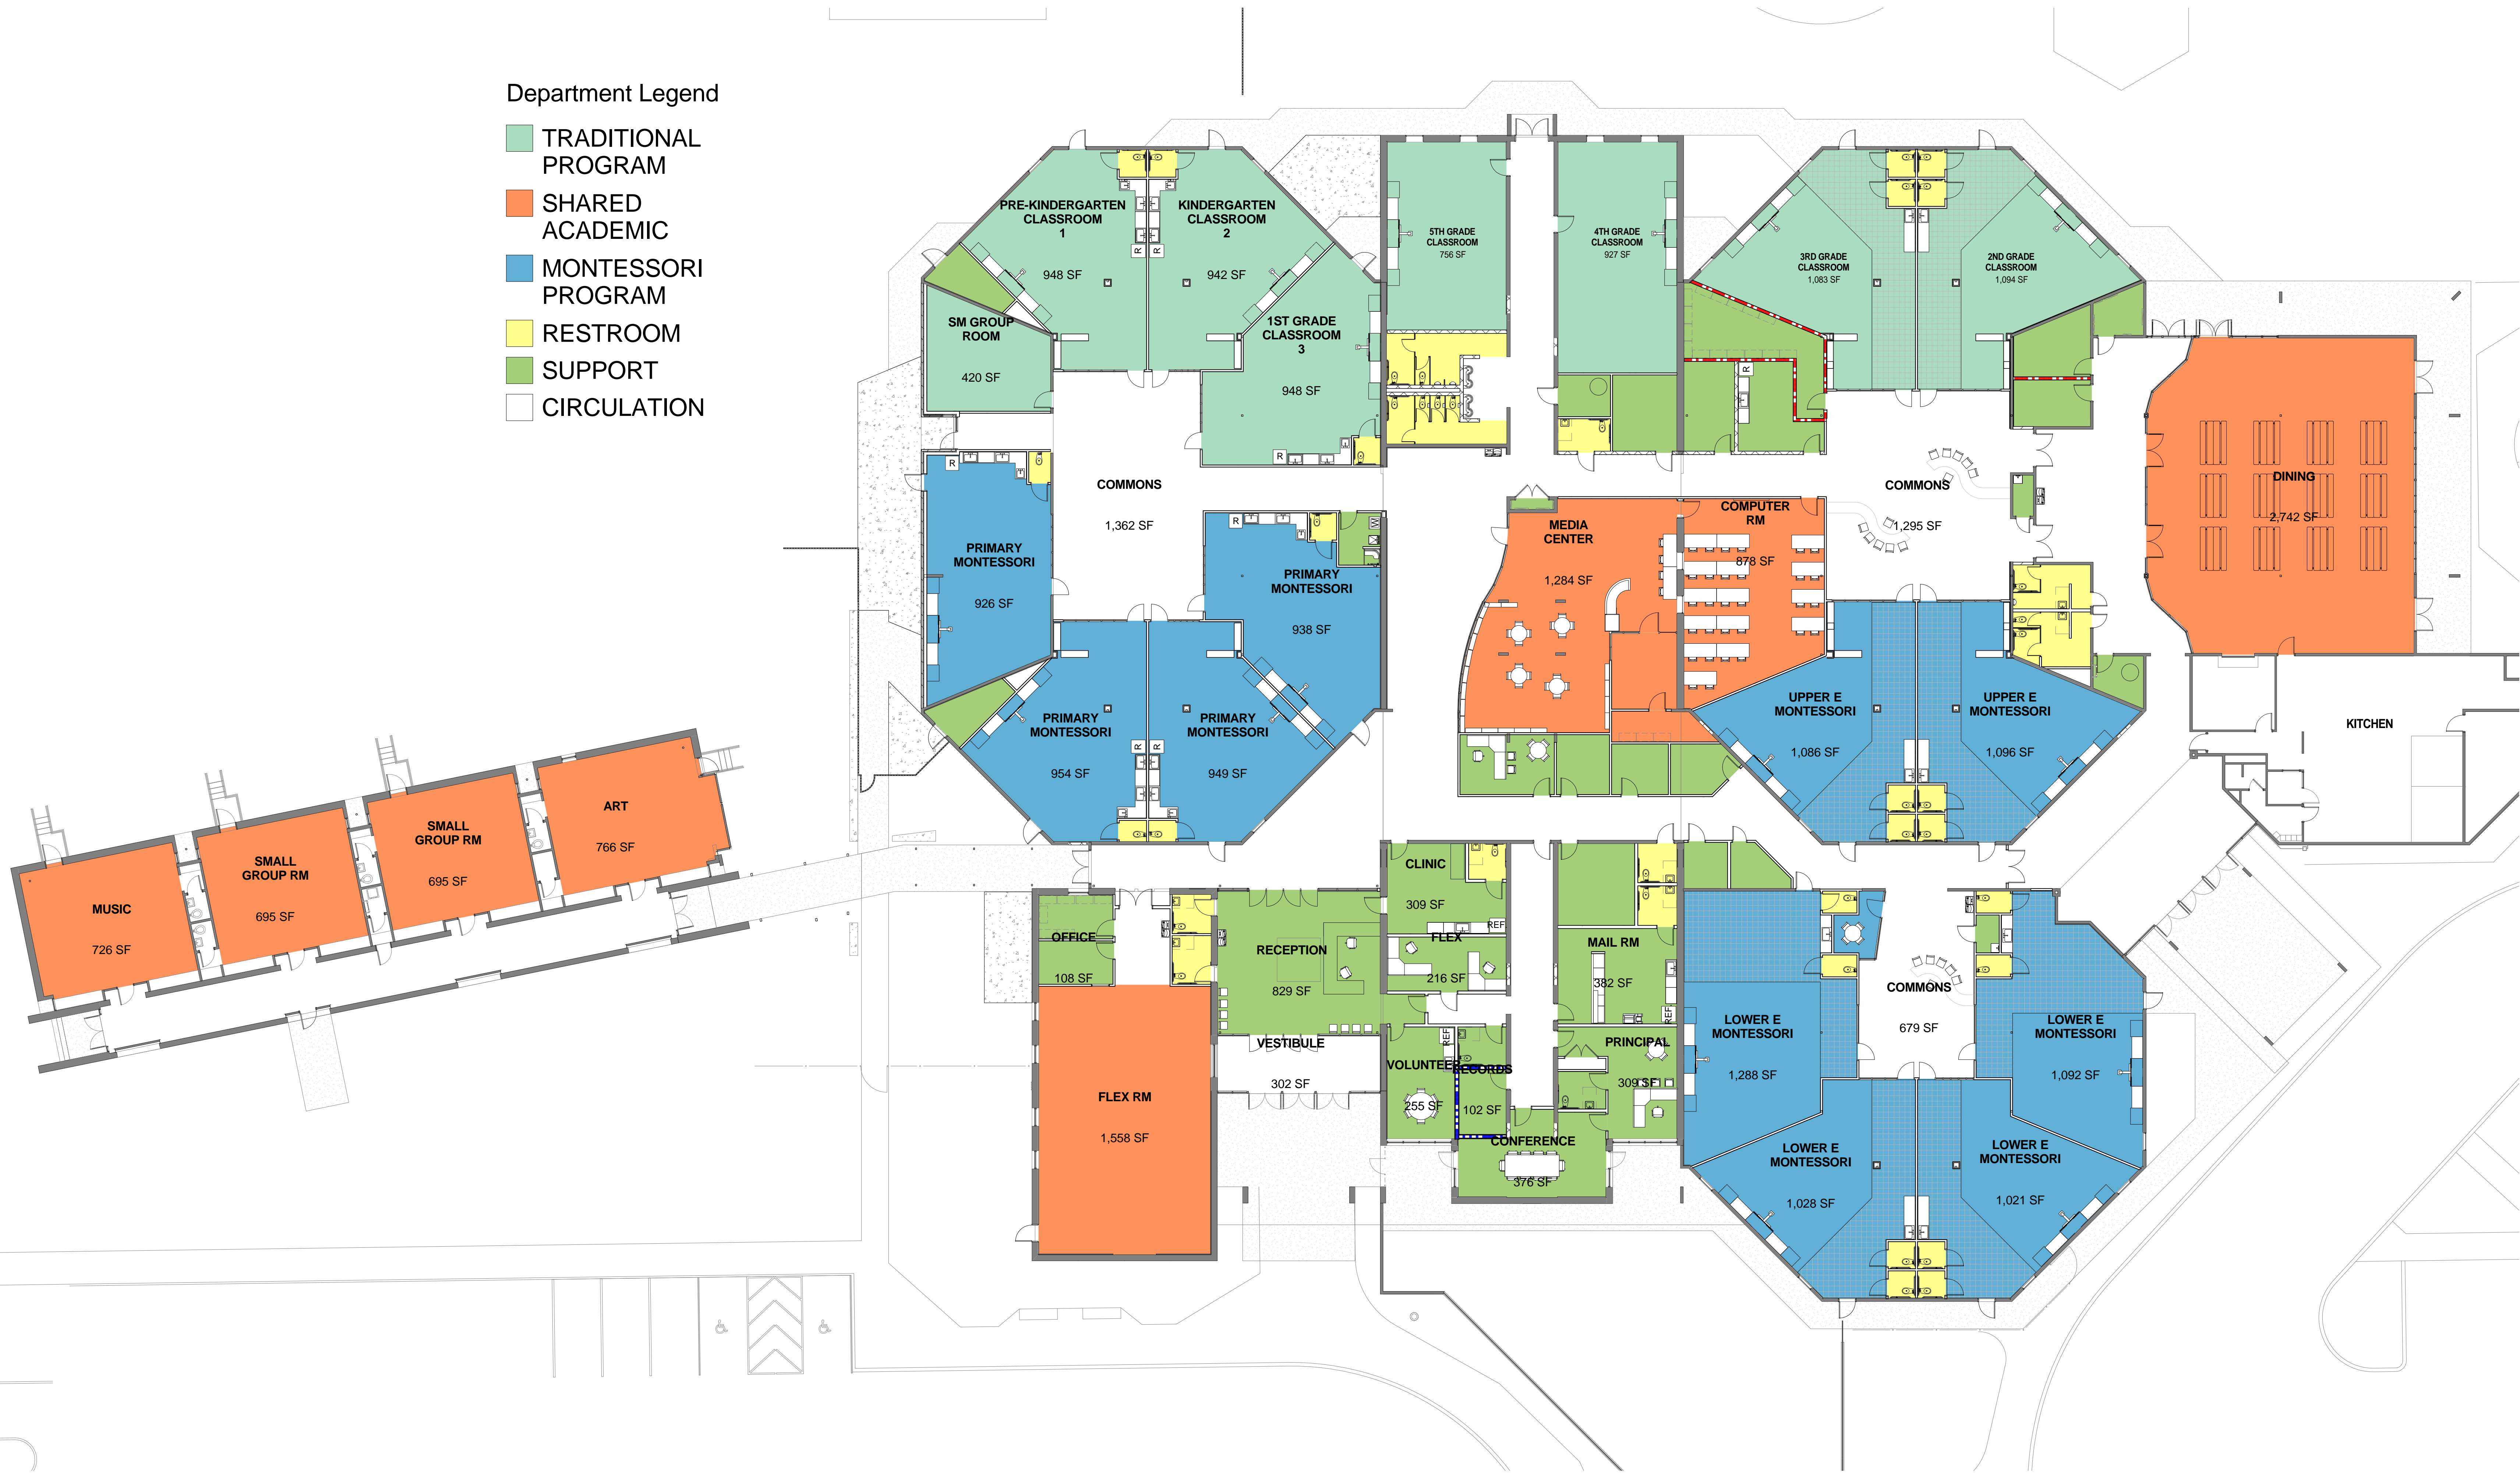 Department Legend
TRADITIONAL
PROGRAM
SHARED
ACADEMIC
MONTESSORI
PROGRAM
RESTROOM
SUPPORT
CIRCULATION
PRE-KINDERGARTEN
CLASSROOM
1
948 SF
KINDERGARTEN
CLASSROOM
2
942 SF
R
R
SM GROUP
ROOM
420 SF
1ST GRADE
CLASSROOM
3
948 SF
R
5TH GRADE
CLASSROOM
756 SF
4TH GRADE
CLASSROOM
927 SF
3RD GRADE
CLASSROOM
1,083 SF
2ND GRADE
CLASSROOM
1,094 SF
R
R
PRIMARY
MONTESSORI
926 SF
COMMONS
1,362 SF
R
W
PRIMARY
MONTESSORI
938 SF
PRIMARY
MONTESSORI
954 SF
PRIMARY
MONTESSORI
949 SF
R
R
MEDIA
CENTER
1,284 SF
COMPUTER
RM
878 SF
COMMONS
1,295 SF
DINING
2,742 SF
UPPER E
MONTESSORI
1,086 SF
UPPER E
MONTESSORI
1,096 SF
KITCHEN
MUSIC
726 SF
SMALL
GROUP RM
695 SF
SMALL
GROUP RM
695 SF
ART
766 SF
OFFICE
108 SF
RECEPTION
829 SF
CLINIC
309 SF
REF
FLEX
216 SF
MAIL RM
382 SF
REF
VESTIBULE
302 SF
FLEX RM
1,558 SF
REF
VOLUNTEER
255 SF
RECORDS
102 SF
PRINCIPAL
309 SF
CONFERENCE
376 SF
COMMONS
679 SF
LOWER E
MONTESSORI
1,288 SF
LOWER E
MONTESSORI
1,092 SF
LOWER E
MONTESSORI
1,028 SF
LOWER E
MONTESSORI
1,021 SF